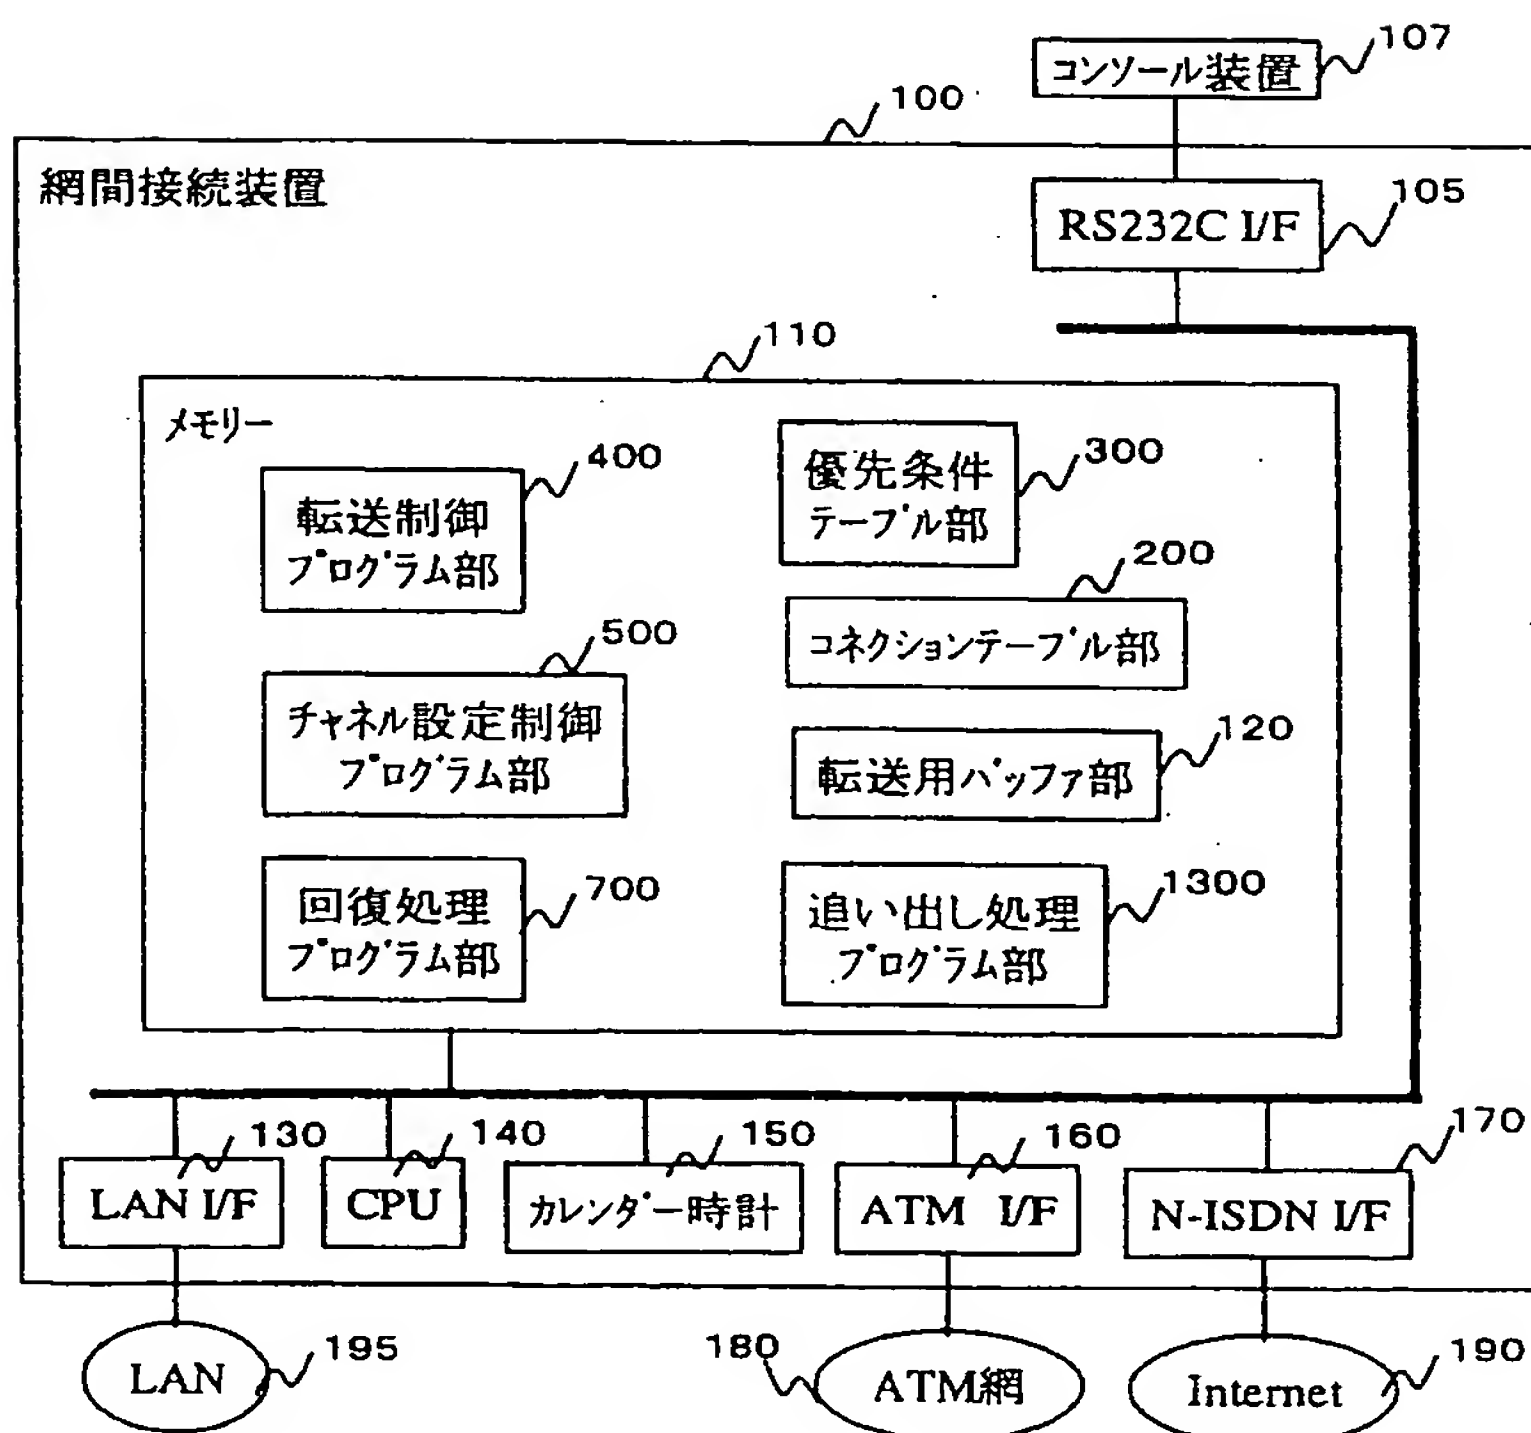 107
コンソール装置
100
網間接続装置
105
RS232C I/F
110
メモリー
400
転送制御
プログラム部
300
優先条件
テーブル部
200
コネクションテーブル部
500
チャネル設定制御
プログラム部
120
転送用バッファ部
700
回復処理
プログラム部
1300
追い出し処理
プログラム部
130
140
150
160
170
LAN I/F
CPU
カレンダー時計
ATM I/F
N-ISDN I/F
195
180
190
LAN
ATM網
Internet